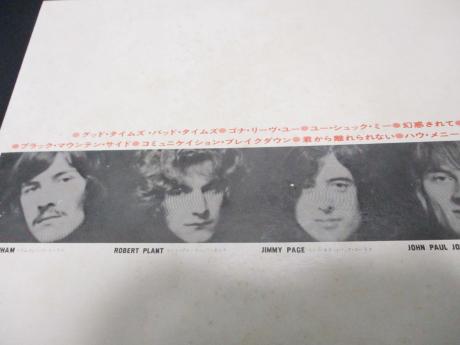 ●グッド・タイムズ・バッド・タイムズ●ゴナ・リーヴ・ユー●ユー・シュック・ミー●幻惑されて●
●ブラック・マウンテン・サイド●コミュニケイション・ブレイクダウン●君から離れられない●ハウ・メニー
HAM
ROBERT PLANT
JIMMY PAGE
JOHN PAUL JO